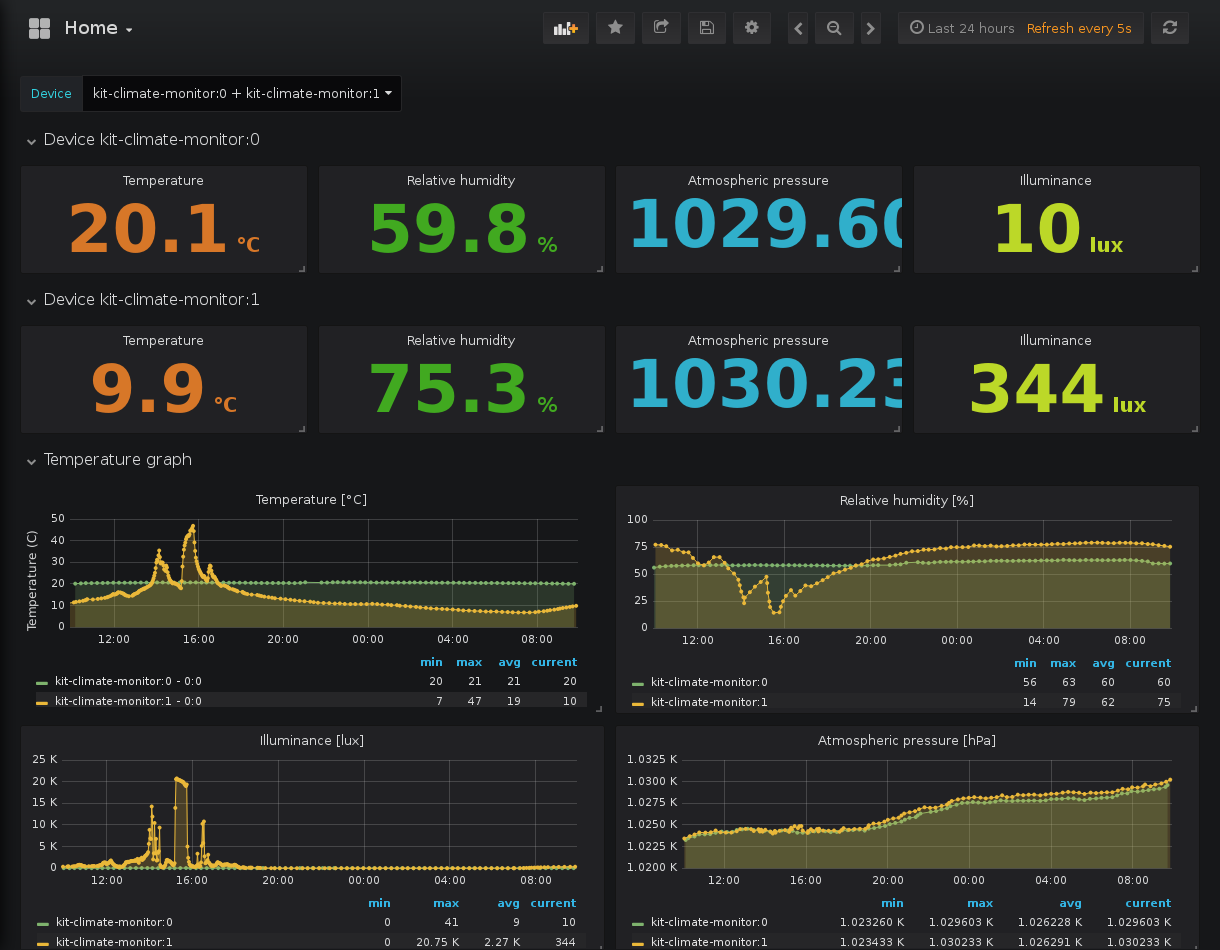 Home
Last 24 hours Refresh every 5s
Device kit-climate-monitor:0 + kit-climate-monitor:1
Device kit-climate-monitor:0
Temperature Relative humidity Atmospheric pressure Illuminance
20.1 °C 59.8 % 1029.60 10 lux
Device kit-climate-monitor:1
Temperature Relative humidity Atmospheric pressure Illuminance
9.9 °C 75.3 % 1030.23 344 lux
Temperature graph
Temperature [°C]
Temperature (C)
50
40
30
20
10
0
12:00 16:00 20:00 00:00 04:00 08:00
min max avg current
kit-climate-monitor:0 - 0:0 20 21 21 20
kit-climate-monitor:1 - 0:0 7 47 19 10
Relative humidity [%]
100
75
50
25
0
12:00 16:00 20:00 00:00 04:00 08:00
min max avg current
kit-climate-monitor:0 56 63 60 60
kit-climate-monitor:1 14 79 62 75
Illuminance [lux]
25 K
20 K
15 K
10 K
5 K
0
12:00 16:00 20:00 00:00 04:00 08:00
min max avg current
kit-climate-monitor:0 0 41 9 10
kit-climate-monitor:1 0 20.75 K 2.27 K 344
Atmospheric pressure [hPa]
1.0325 K
1.0300 K
1.0275 K
1.0250 K
1.0225 K
1.0200 K
12:00 16:00 20:00 00:00 04:00 08:00
min max avg current
kit-climate-monitor:0 1.023260 K 1.029603 K 1.026228 K 1.029603 K
kit-climate-monitor:1 1.023433 K 1.030233 K 1.026291 K 1.030233 K